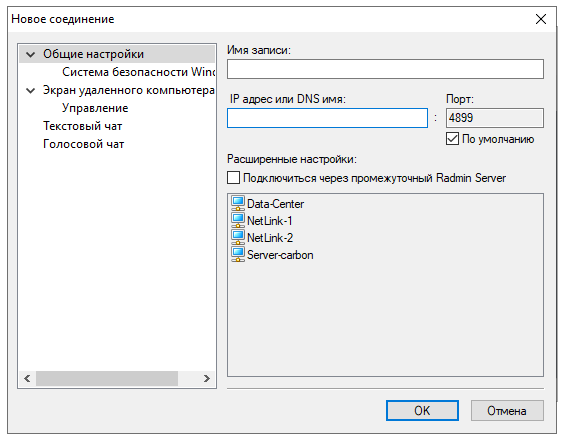 Новое соединение
Общие настройки
Система безопасности Wind
Экран удаленного компьютера
Управление
Текстовый чат
Голосовой чат
Имя записи:
IP адрес или DNS имя:
Порт:
:
4899
По умолчанию
Расширенные настройки:
Подключиться через промежуточный Radmin Server
Data-Center
NetLink-1
NetLink-2
Server-carbon
OK
Отмена